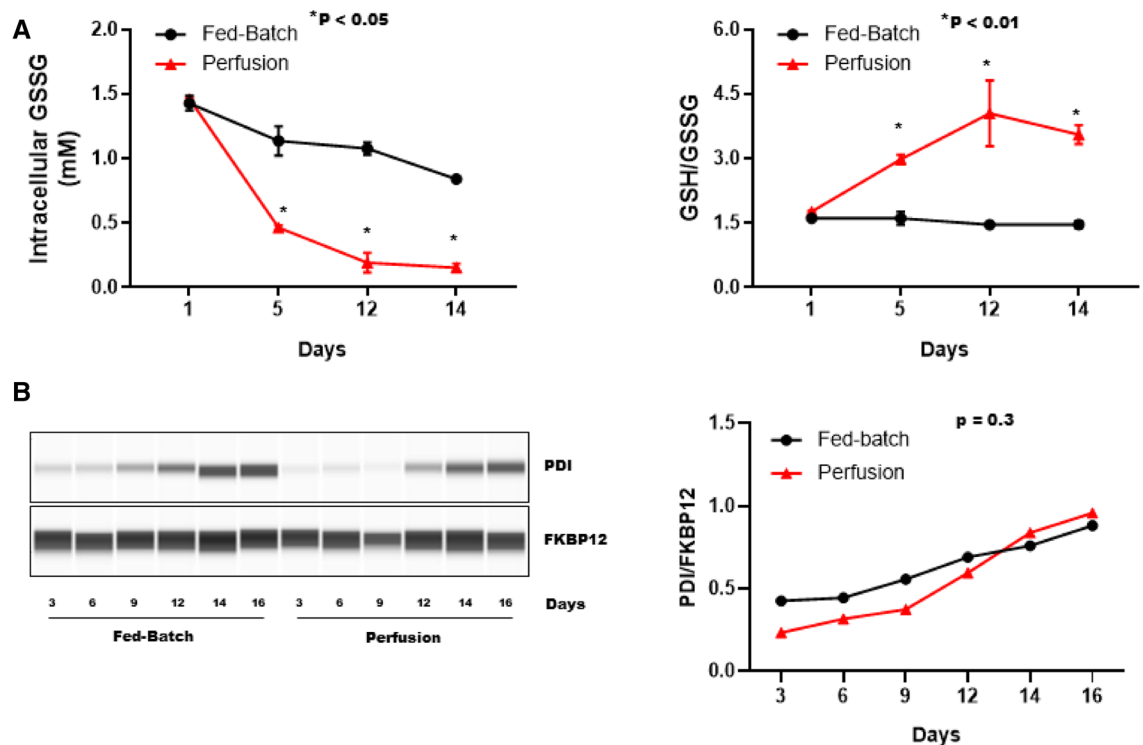 A
*P < 0.05
Fed-Batch
Perfusion
Intracellular GSSG
(mM)
2.0
1.5
1.0
0.5
0.0
1 5 12 14
Days
*
*
*
*P < 0.01
Fed-Batch
Perfusion
GSH/GSSG
6.0
4.5
3.0
1.5
0.0
*
*
*
1 5 12 14
Days
B
PDI
FKBP12
3 6 9 12 14 16 3 6 9 12 14 16 Days
Fed-Batch Perfusion
p = 0.3
Fed-batch
Perfusion
PDI/FKBP12
1.5
1.0
0.5
0.0
3 6 9 12 14 16
Days